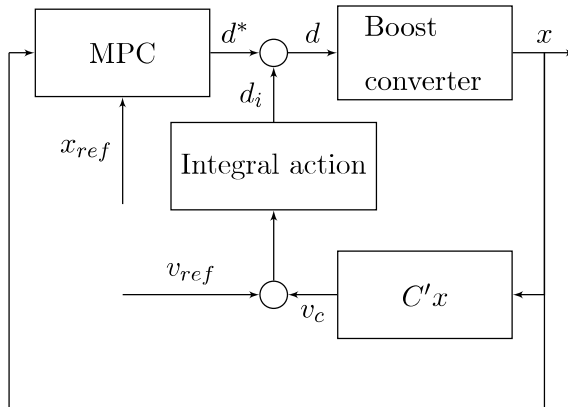 MPC
d*
d
Boost
converter
x
d_i
x_ref
Integral action
v_ref
v_c
C'x